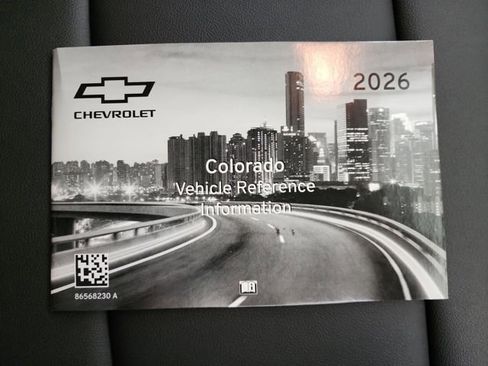 2026
CHEVROLET
Colorado
Vehicle Reference
Information
86568230 A